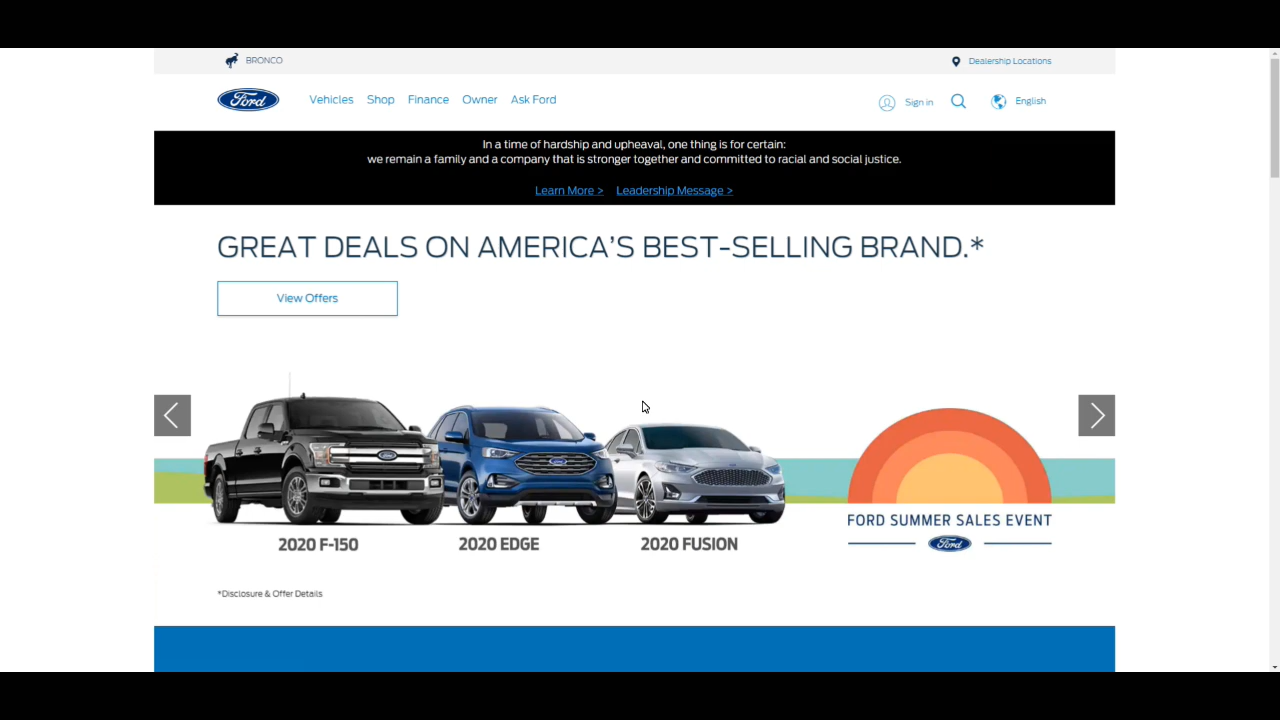 BRONCO
Dealership Locations
Ford
Vehicles
Shop
Finance
Owner
Ask Ford
Sign in
English
In a time of hardship and upheaval, one thing is for certain:
we remain a family and a company that is stronger together and committed to racial and social justice.
Learn More >
Leadership Message >
GREAT DEALS ON AMERICA'S BEST-SELLING BRAND.*
View Offers
FORD SUMMER SALES EVENT
Ford
2020 F-150
2020 EDGE
2020 FUSION
*Disclosure & Offer Details